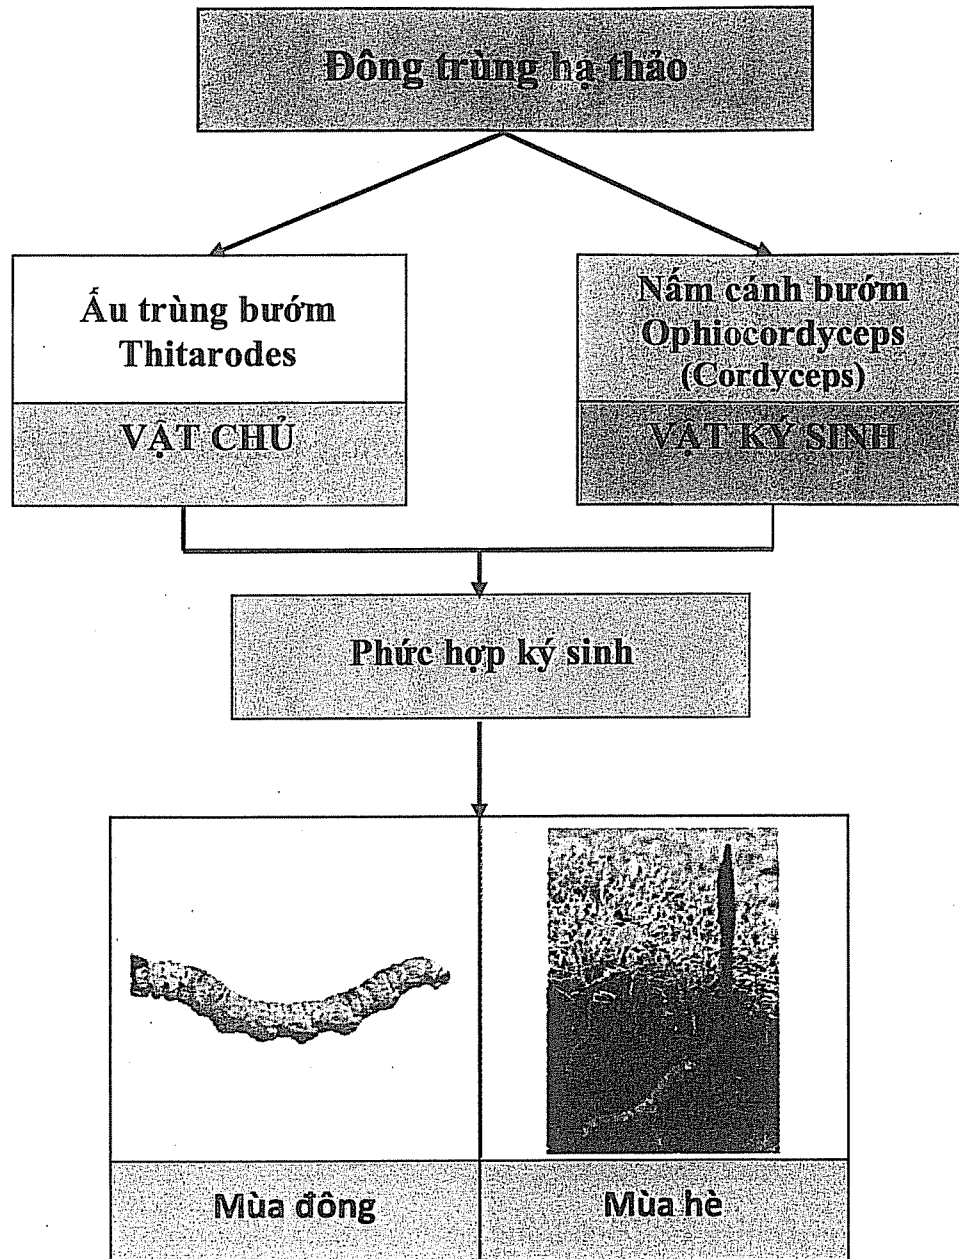 Đông trùng hạ thảo
Ấu trùng bướm
Thitarodes
VẬT CHỦ
Nấm cánh bướm
Ophiocordyceps
(Cordyceps)
VẬT KÝ SINH
Phức hợp ký sinh
Mùa đông
Mùa hè